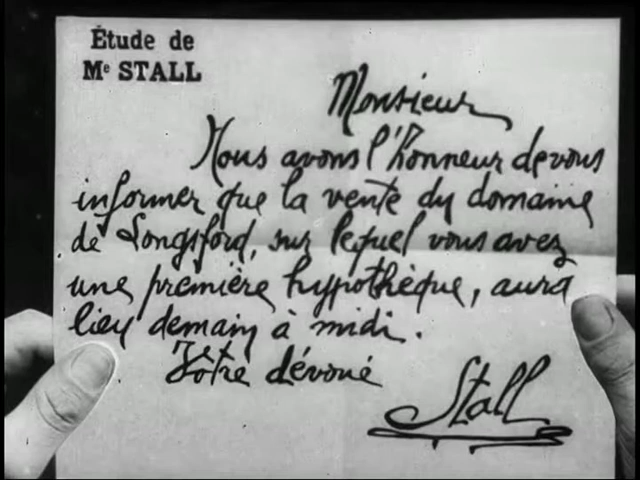 Étude de
Me STALL
Monsieur
Nous avons l'honneur de vous
informer que la vente du domaine
de Longsford, sur lequel vous avez
une première hypothèque, aura
lieu demain à midi.
Vôtre dévoué
Stall